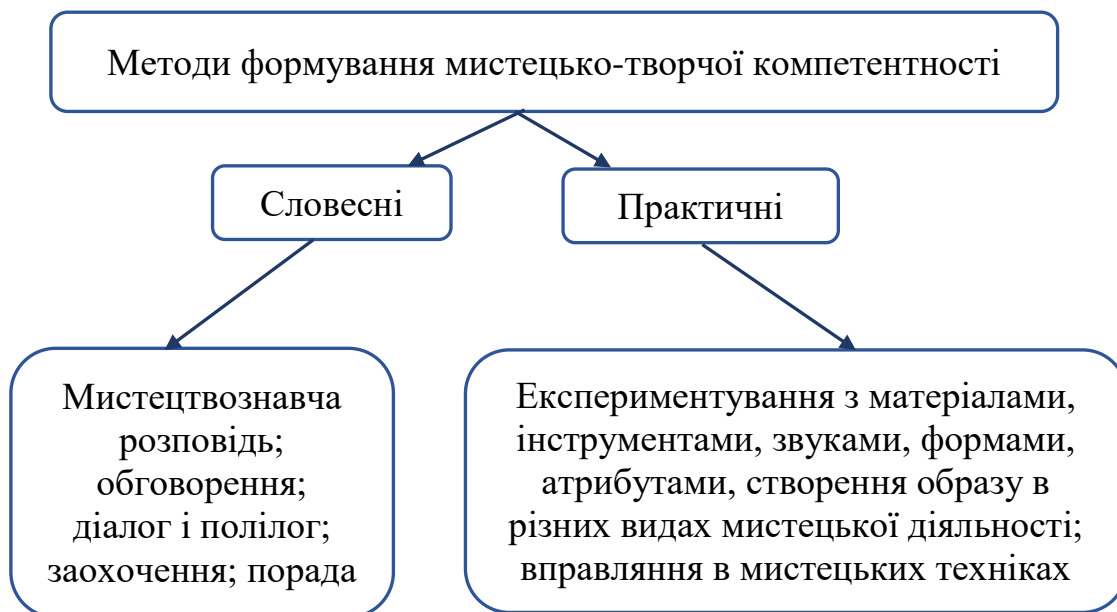 Методи формування мистецько-творчої компетентності
Словесні
Практичні
Мистецтвознавча
розповідь;
обговорення;
діалог і полілог;
заохочення; порада
Експериментування з матеріалами,
інструментами, звуками, формами,
атрибутами, створення образу в
різних видах мистецької діяльності;
вправляння в мистецьких техніках